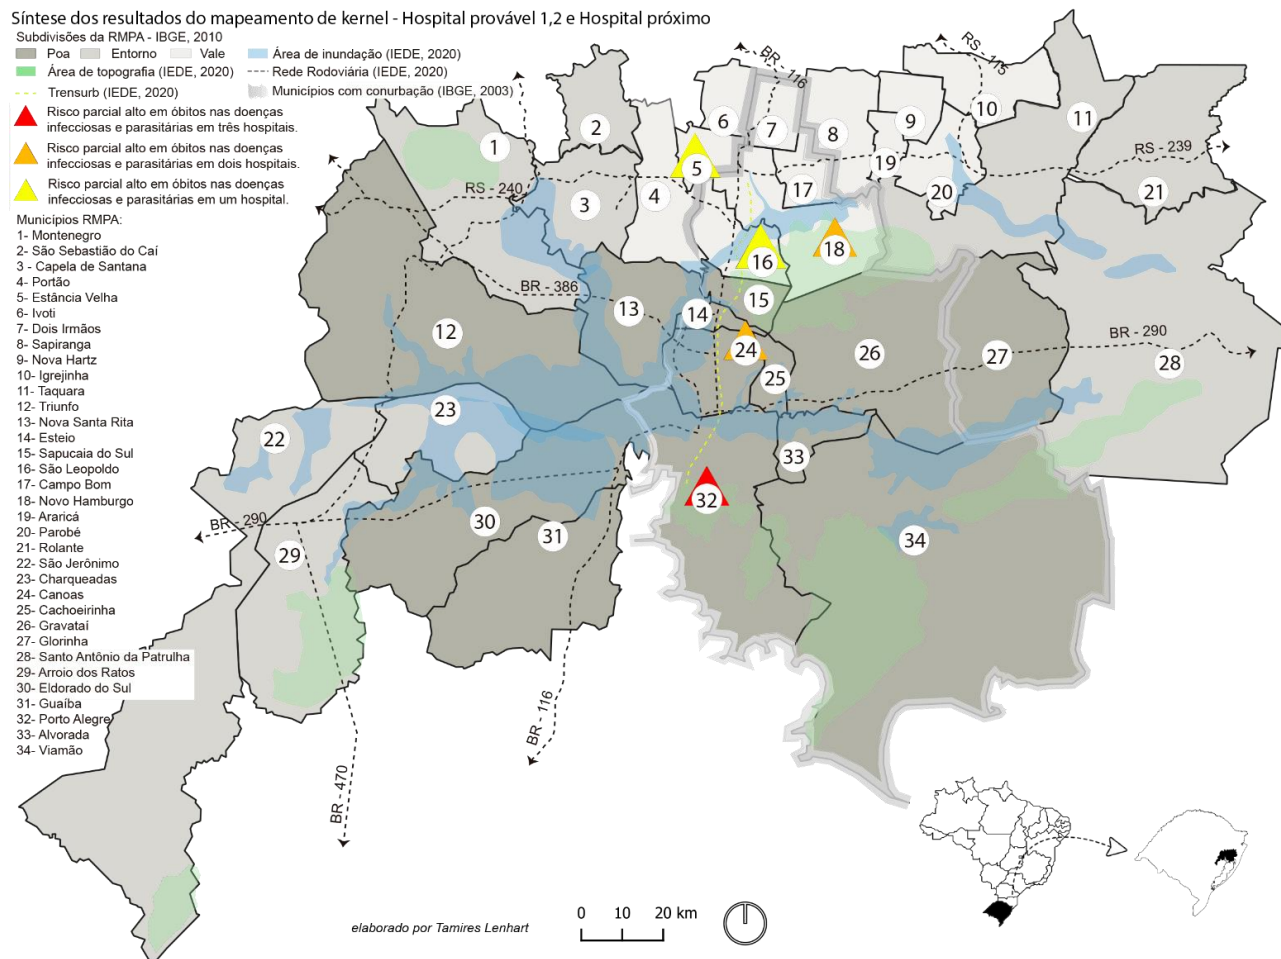 Síntese dos resultados do mapeamento de kernel - Hospital provável 1,2 e Hospital próximo
Subdivisões da RMPA - IBGE, 2010
Poa Entorno Vale
Área de inundação (IEDE, 2020)
Área de topografia (IEDE, 2020)
Rede Rodoviária (IEDE, 2020)
Trensurb (IEDE, 2020)
Municípios com conurbação (IBGE, 2003)
Risco parcial alto em óbitos nas doenças
infecciosas e parasitárias em três hospitais.
Risco parcial alto em óbitos nas doenças
infecciosas e parasitárias em dois hospitais.
Risco parcial alto em óbitos nas doenças
infecciosas e parasitárias em um hospital.
Municípios RMPA:
1- Montenegro
2- São Sebastião do Caí
3 - Capela de Santana
4- Portão
5- Estância Velha
6- Ivoti
7- Dois Irmãos
8- Sapiranga
9- Nova Hartz
10- Igrejinha
11- Taquara
12- Triunfo
13- Nova Santa Rita
14- Esteio
15- Sapucaia do Sul
16- São Leopoldo
17- Campo Bom
18- Novo Hamburgo
19- Araricá
20- Parobé
21- Rolante
22- São Jerônimo
23- Charqueadas
24- Canoas
25- Cachoeirinha
26- Gravataí
27- Glorinha
28- Santo Antônio da Patrulha
29- Arroio dos Ratos
30- Eldorado do Sul
31- Guaíba
32- Porto Alegre
33- Alvorada
34- Viamão
BR - 116
RS - 115
1
2
3
4
5
6
7
8
9
10
11
RS - 239
RS - 240
17
19
20
21
16
18
BR - 386
12
13
14
15
24
25
26
27
BR - 290
28
22
23
33
32
BR - 290
30
31
29
34
BR - 116
BR - 470
elaborado por Tamires Lenhart
0 10 20 km